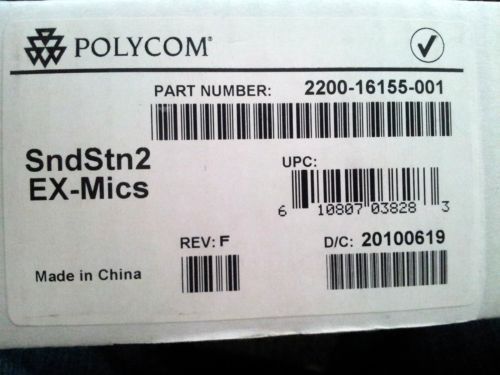 POLYCOM®
PART NUMBER: 2200-16155-001
SndStn2
EX-Mics
UPC:
6 10807 03828 3
REV: F
D/C: 20100619
Made in China